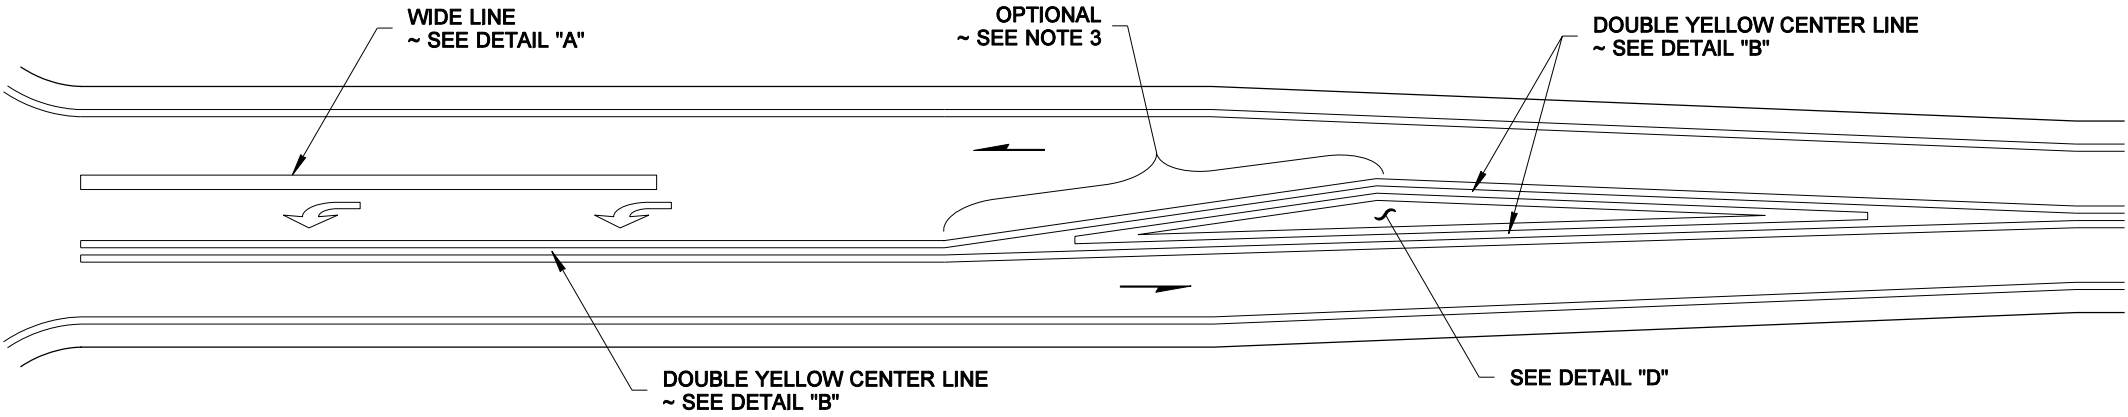 WIDE LINE
~ SEE DETAIL "A"
OPTIONAL
~ SEE NOTE 3
DOUBLE YELLOW CENTER LINE
~ SEE DETAIL "B"
DOUBLE YELLOW CENTER LINE
~ SEE DETAIL "B"
SEE DETAIL "D"